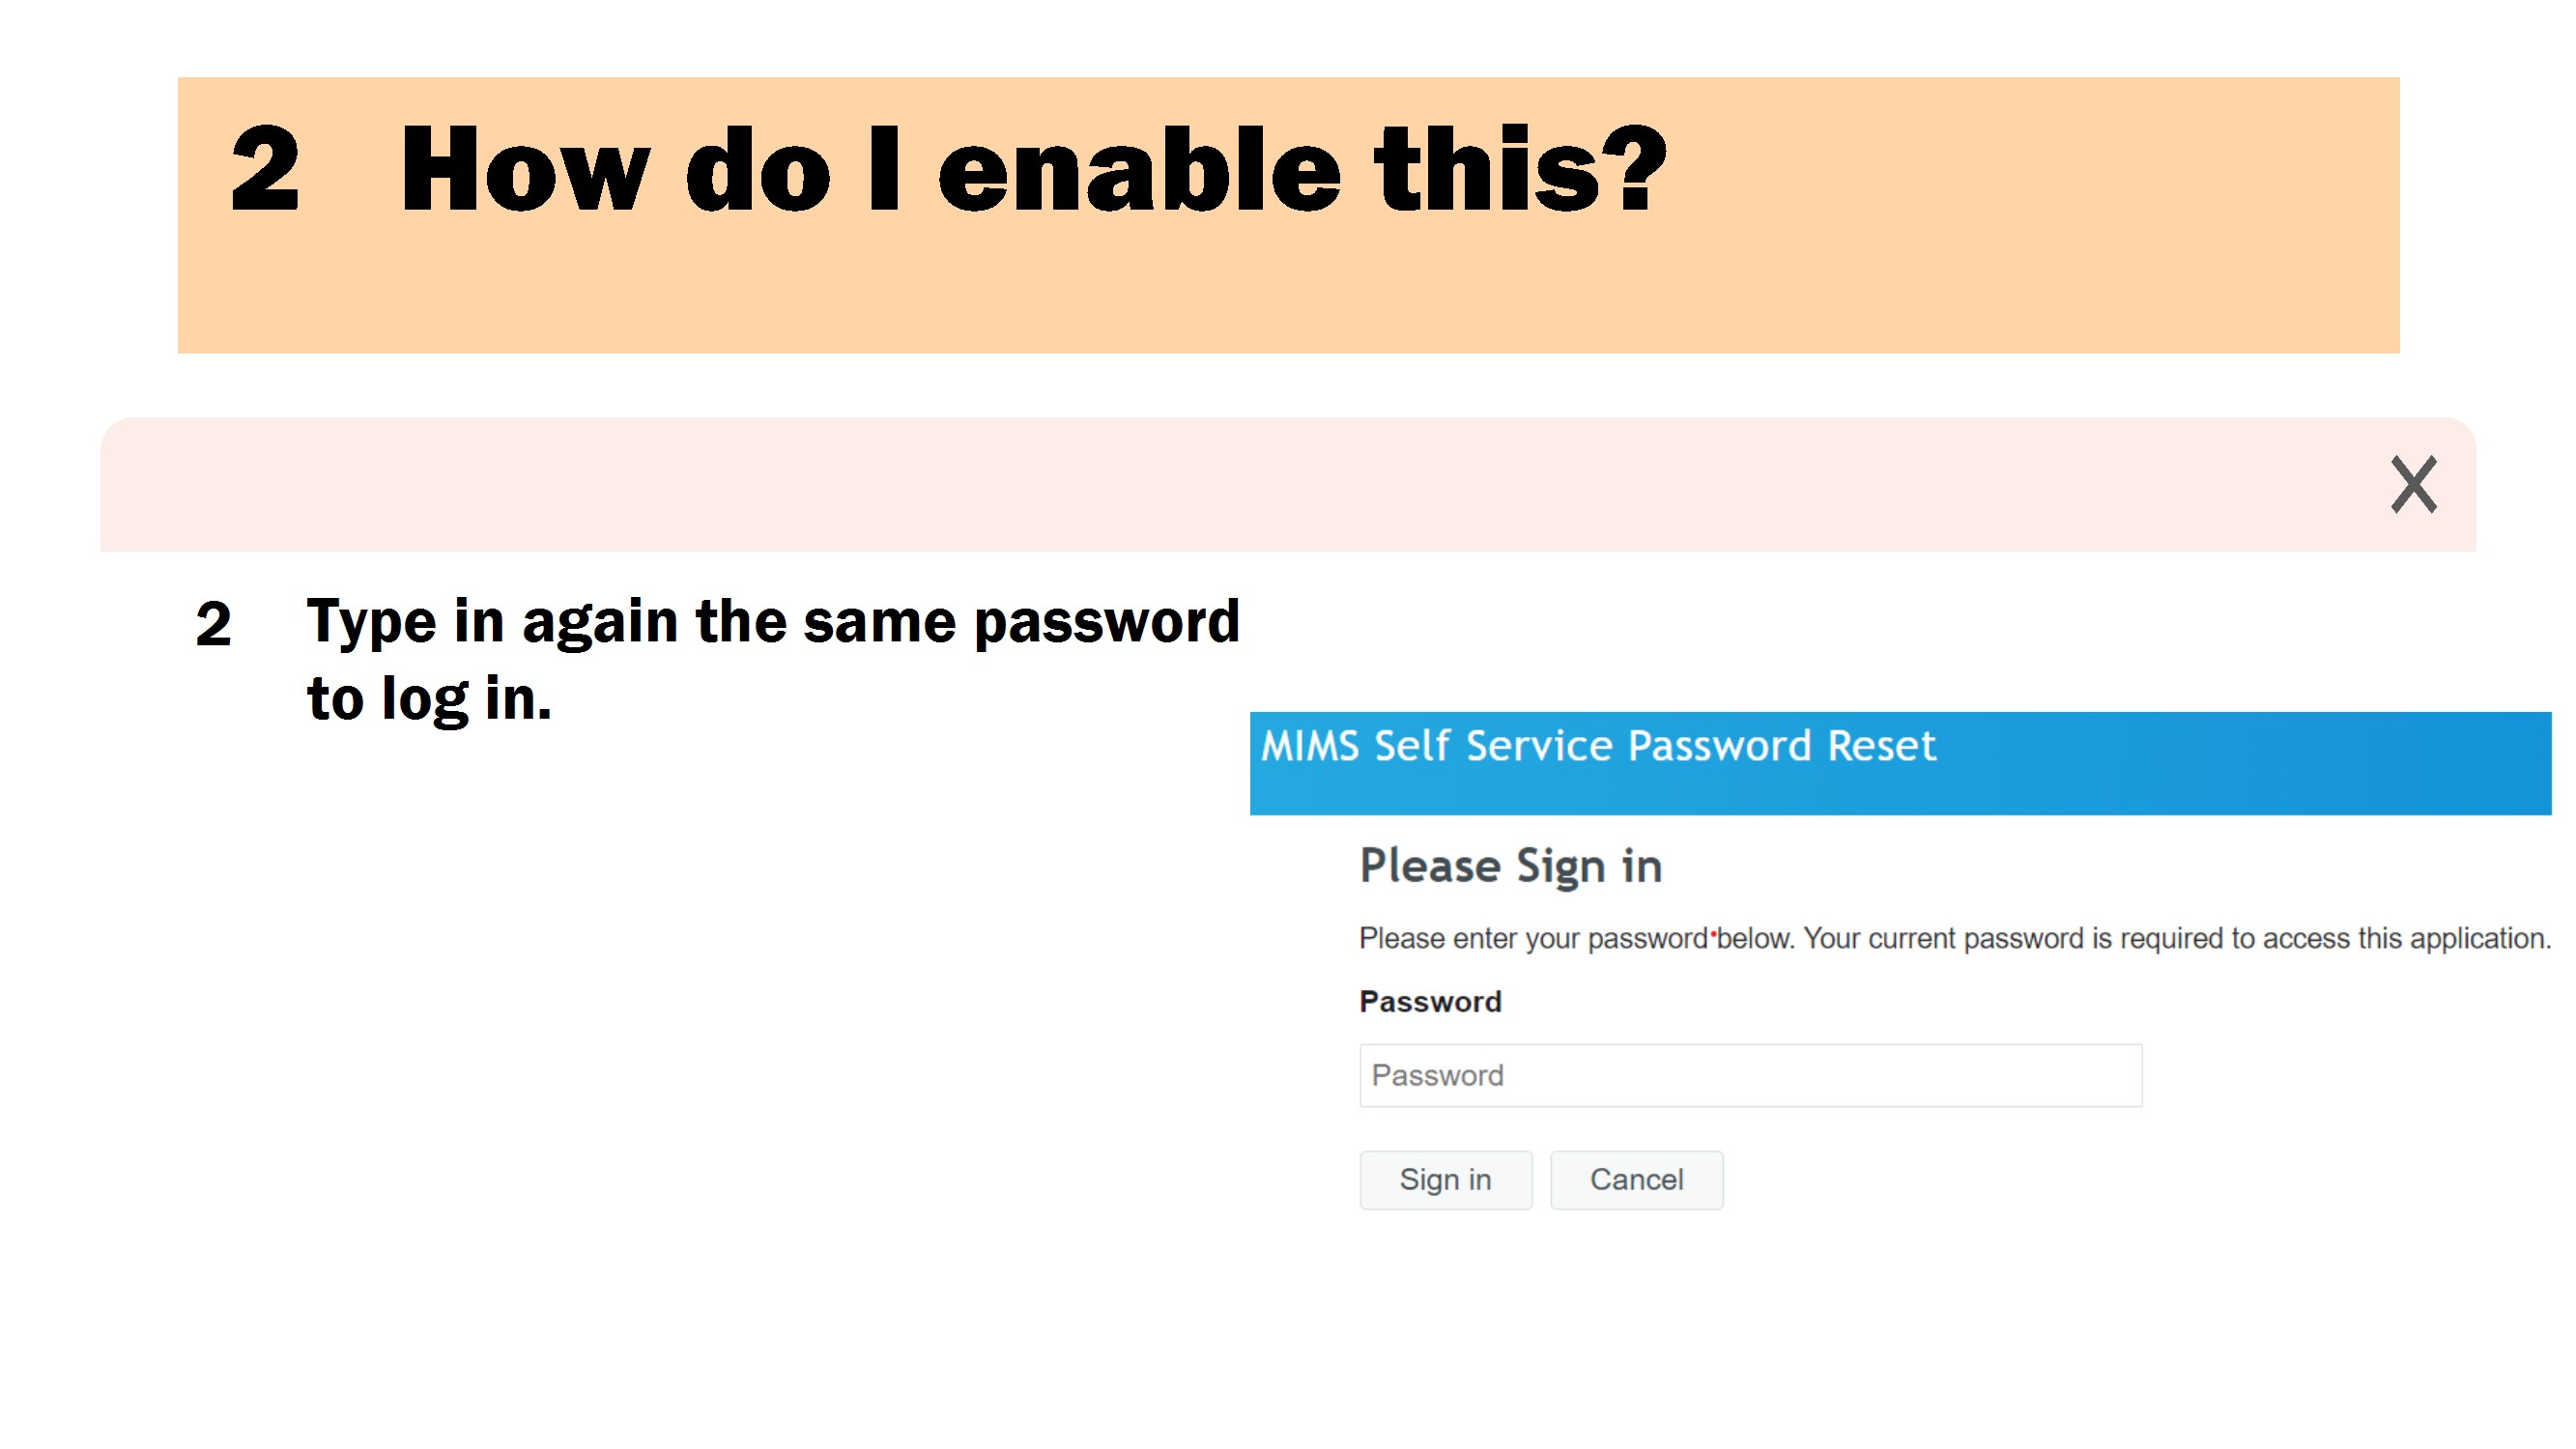 2 How do I enable this?
X
2 Type in again the same password
to log in.
MIMS Self Service Password Reset
Please Sign in
Please enter your password•below. Your current password is required to access this application.
Password
Password
Sign in Cancel